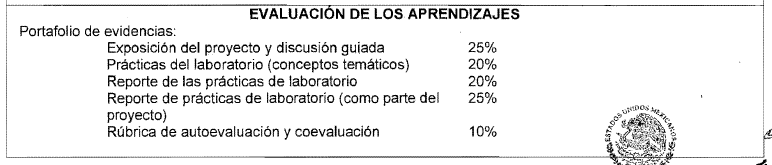 EVALUACIÓN DE LOS APRENDIZAJES
Portafolio de evidencias:
Exposición del proyecto y discusión guiada 25%
Prácticas del laboratorio (conceptos temáticos) 20%
Reporte de las prácticas de laboratorio 20%
Reporte de prácticas de laboratorio (como parte del 25%
proyecto)
Rúbrica de autoevaluación y coevaluación 10%
ESTADOS UNIDOS MEXICANOS